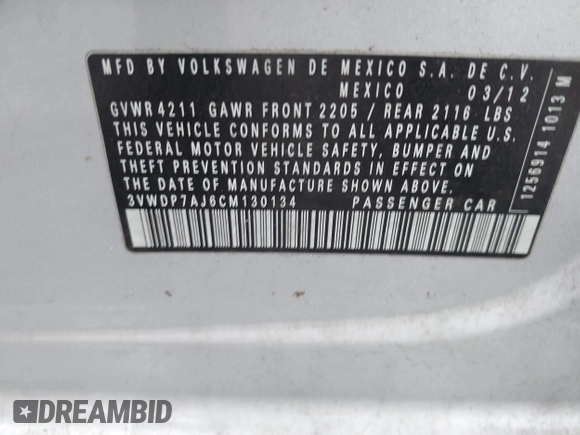 MFD BY VOLKSWAGEN DE MEXICO S.A. DE C.V.
MEXICO 03/12
GVWR 4211 GAWR FRONT 2205 / REAR 2116 LBS
THIS VEHICLE CONFORMS TO ALL APPLICABLE U.S.
FEDERAL MOTOR VEHICLE SAFETY, BUMPER AND
THEFT PREVENTION STANDARDS IN EFFECT ON THE
DATE OF MANUFACTURE SHOWN ABOVE.
3VWDP7AJ6CM130134 PASSENGER CAR
1256914 1013 M
DREAMBID